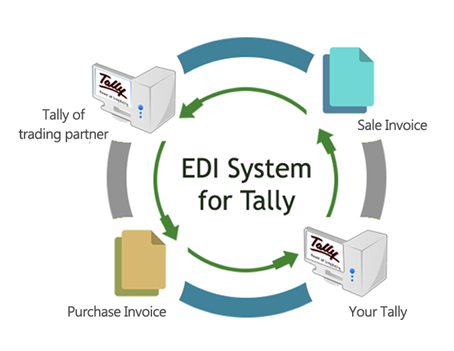 Tally
Tally of
trading partner
Sale Invoice
EDI System
for Tally
Purchase Invoice
Tally
Your Tally